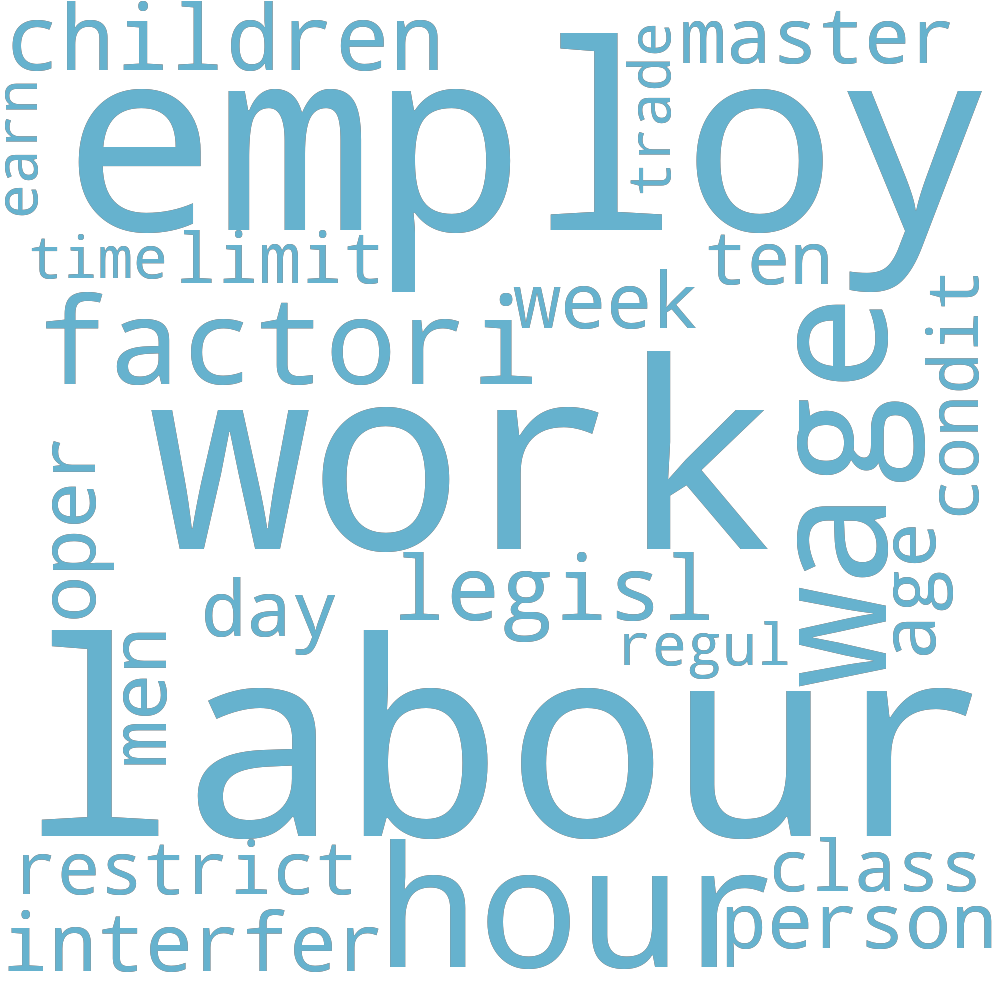 children
master
trade
earn
employ
time
limit
ten
week
condit
factori
wage
work
oper
age
legisl
day
regul
men
labour
restrict
hour
class
person
interfer